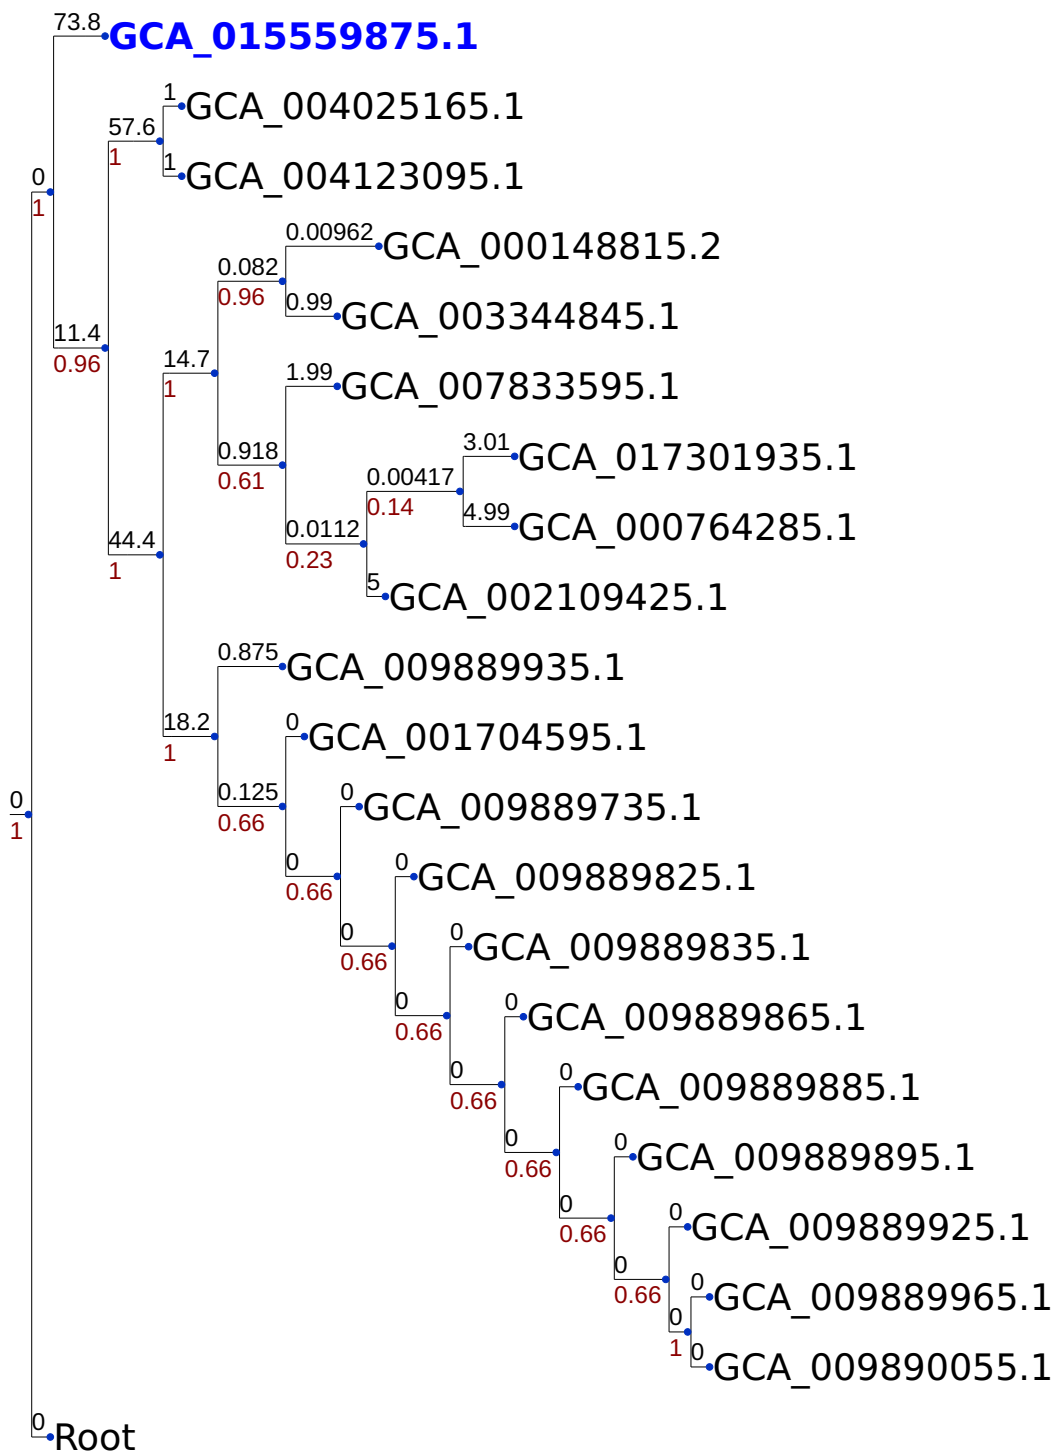 73.8
GCA_015559875.1
1
GCA_004025165.1
57.6
1
1
GCA_004123095.1
0
1
0.00962
GCA_000148815.2
0.082
0.96
0.99
GCA_003344845.1
11.4
0.96
14.7
1
1.99
GCA_007833595.1
3.01
GCA_017301935.1
0.918
0.61
0.00417
0.14
4.99
GCA_000764285.1
44.4
1
0.0112
0.23
5
GCA_002109425.1
0.875
GCA_009889935.1
18.2
1
0
GCA_001704595.1
0
1
0.125
0.66
0
GCA_009889735.1
0
0.66
0
GCA_009889825.1
0
0.66
0
GCA_009889835.1
0
0.66
0
GCA_009889865.1
0
0.66
0
GCA_009889885.1
0
0.66
0
GCA_009889895.1
0
0.66
0
GCA_009889925.1
0
0.66
0
GCA_009889965.1
0
1
0
GCA_009890055.1
0
Root